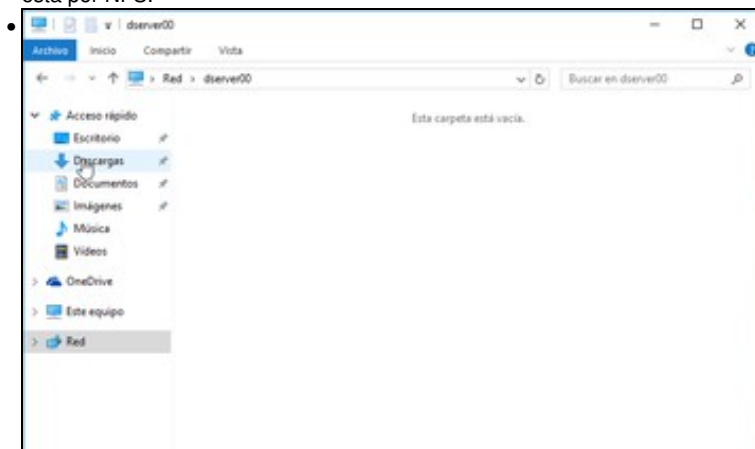 está por NFS.
dserver00
Archivo Inicio Compartir Vista
Red > dserver00
Buscar en dserver00
Acceso rápido
Esta carpeta está vacía.
Escritorio
Descargas
Documentos
Imágenes
Música
Vídeos
OneDrive
Este equipo
Red